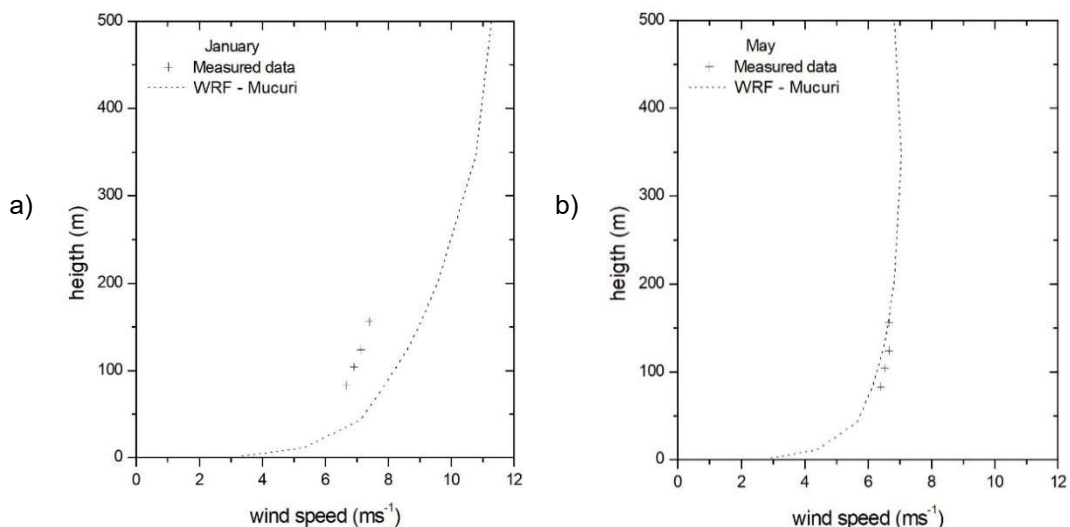 a)
January
+ Measured data
WRF - Mucuri
500
400
300
200
100
0
heigth (m)
0 2 4 6 8 10 12
wind speed (ms⁻¹)
b)
May
+ Measured data
WRF - Mucuri
500
400
300
200
100
0
heigth (m)
0 2 4 6 8 10 12
wind speed (ms⁻¹)